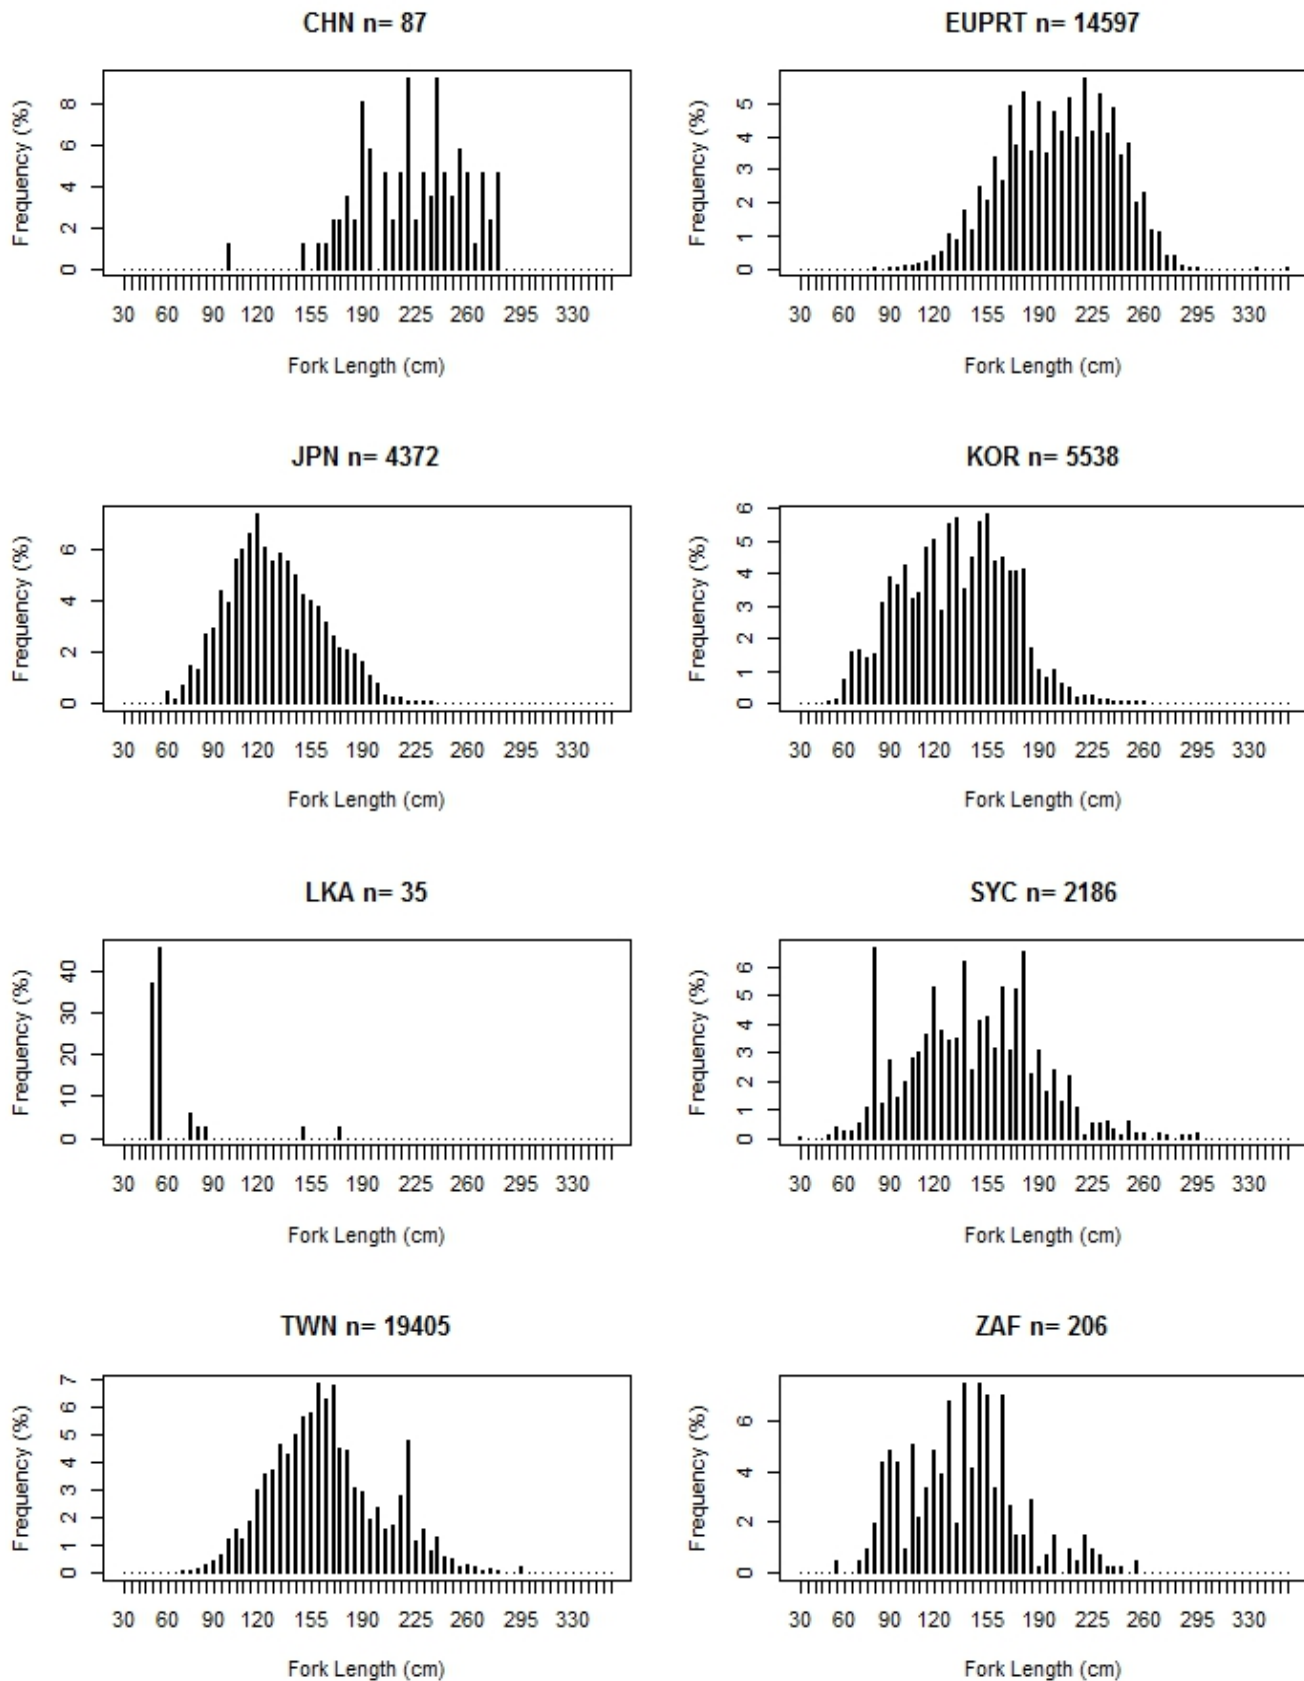 CHN n= 87
Frequency (%)
0 2 4 6 8
30 60 90 120 155 190 225 260 295 330
Fork Length (cm)
EUPRT n= 14597
Frequency (%)
0 1 2 3 4 5
30 60 90 120 155 190 225 260 295 330
Fork Length (cm)
JPN n= 4372
Frequency (%)
0 2 4 6
30 60 90 120 155 190 225 260 295 330
Fork Length (cm)
KOR n= 5538
Frequency (%)
0 1 2 3 4 5 6
30 60 90 120 155 190 225 260 295 330
Fork Length (cm)
LKA n= 35
Frequency (%)
0 10 20 30 40
30 60 90 120 155 190 225 260 295 330
Fork Length (cm)
SYC n= 2186
Frequency (%)
0 1 2 3 4 5 6
30 60 90 120 155 190 225 260 295 330
Fork Length (cm)
TWN n= 19405
Frequency (%)
0 1 2 3 4 5 6 7
30 60 90 120 155 190 225 260 295 330
Fork Length (cm)
ZAF n= 206
Frequency (%)
0 2 4 6
30 60 90 120 155 190 225 260 295 330
Fork Length (cm)